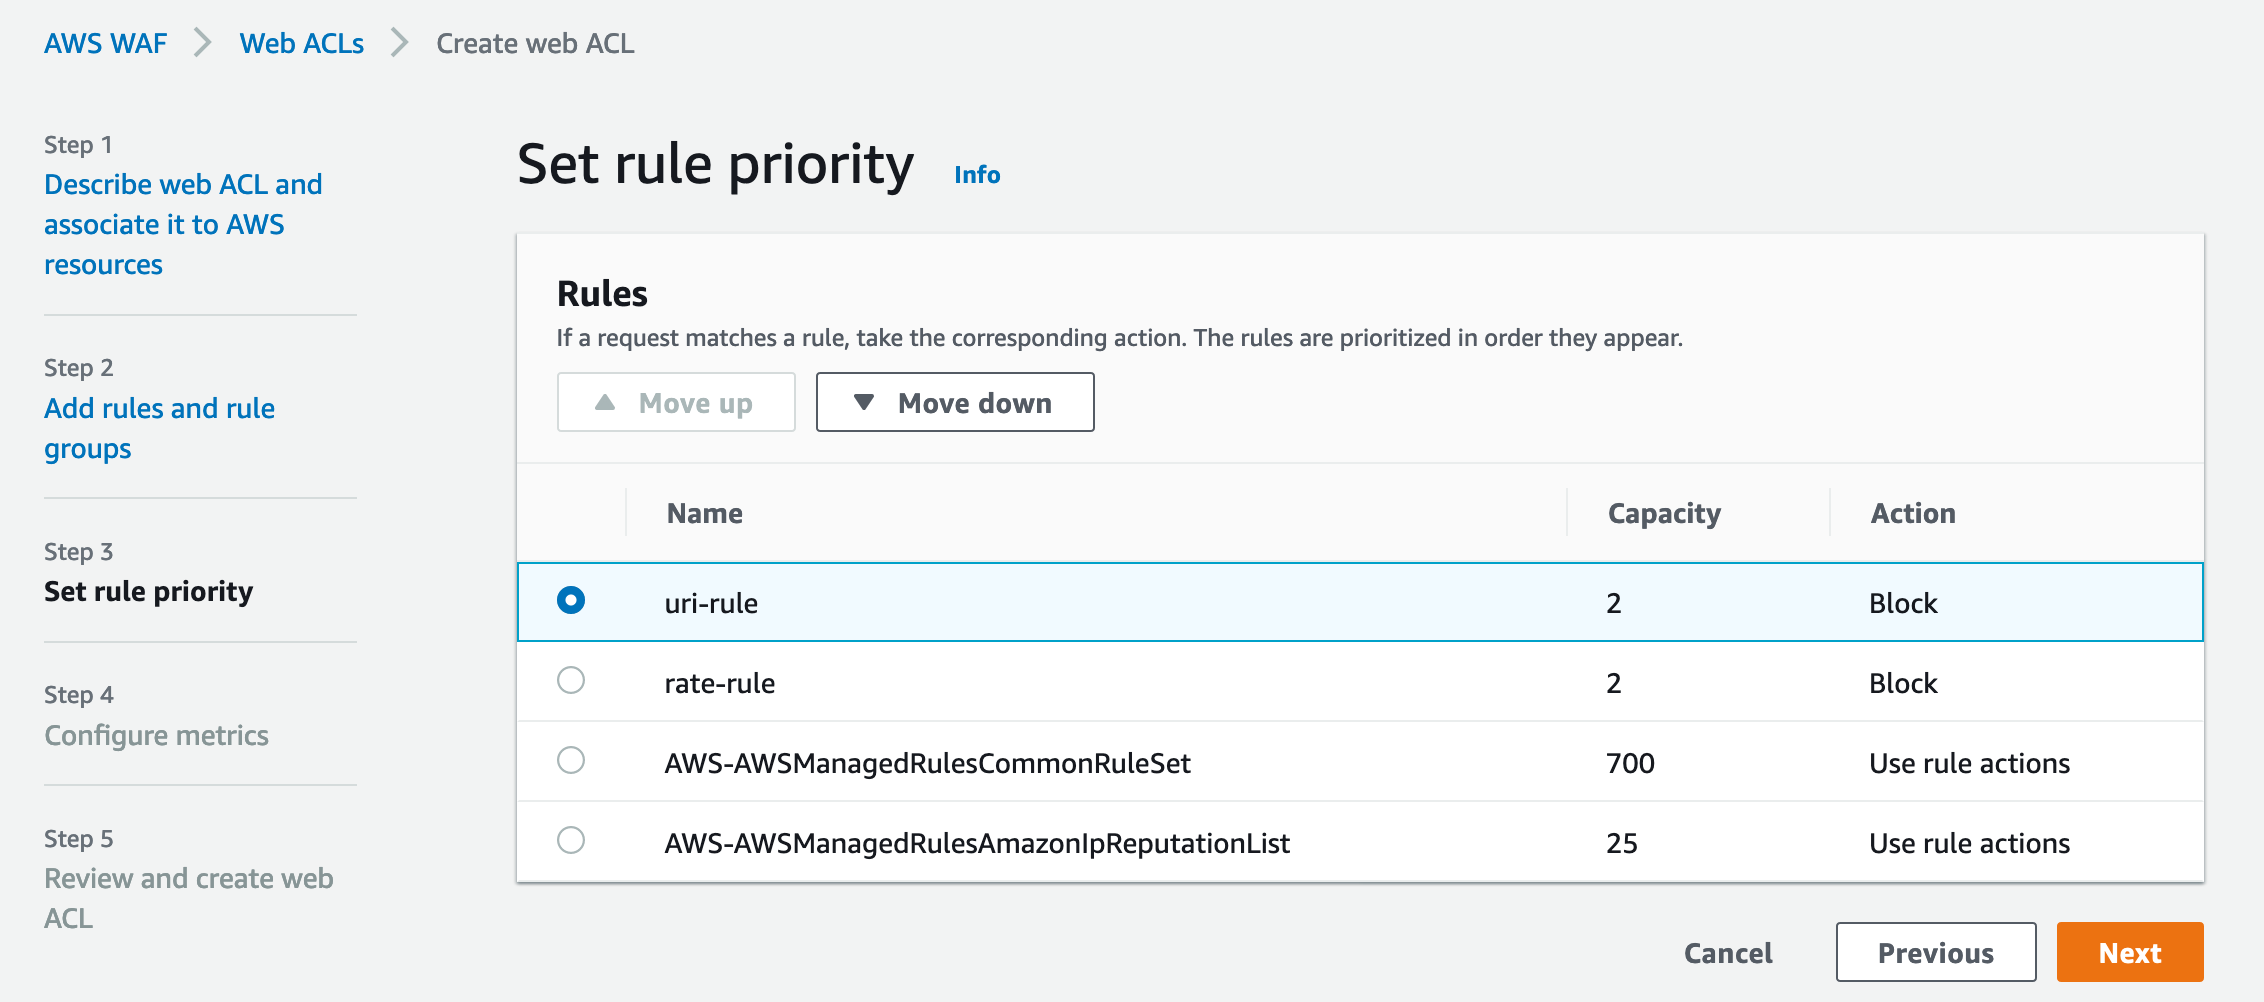 AWS WAF > Web ACLs > Create web ACL
Step 1
Describe web ACL and
associate it to AWS
resources
Step 2
Add rules and rule
groups
Step 3
Set rule priority
Step 4
Configure metrics
Step 5
Review and create web
ACL
Set rule priority Info
Rules
If a request matches a rule, take the corresponding action. The rules are prioritized in order they appear.
▲ Move up ▼ Move down
Name Capacity Action
uri-rule 2 Block
rate-rule 2 Block
AWS-AWSManagedRulesCommonRuleSet 700 Use rule actions
AWS-AWSManagedRulesAmazonIpReputationList 25 Use rule actions
Cancel Previous Next